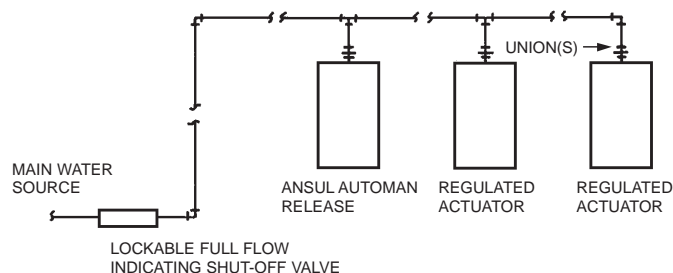 UNION(S)
MAIN WATER
SOURCE
ANSUL AUTOMAN
RELEASE
REGULATED
ACTUATOR
REGULATED
ACTUATOR
LOCKABLE FULL FLOW
INDICATING SHUT-OFF VALVE